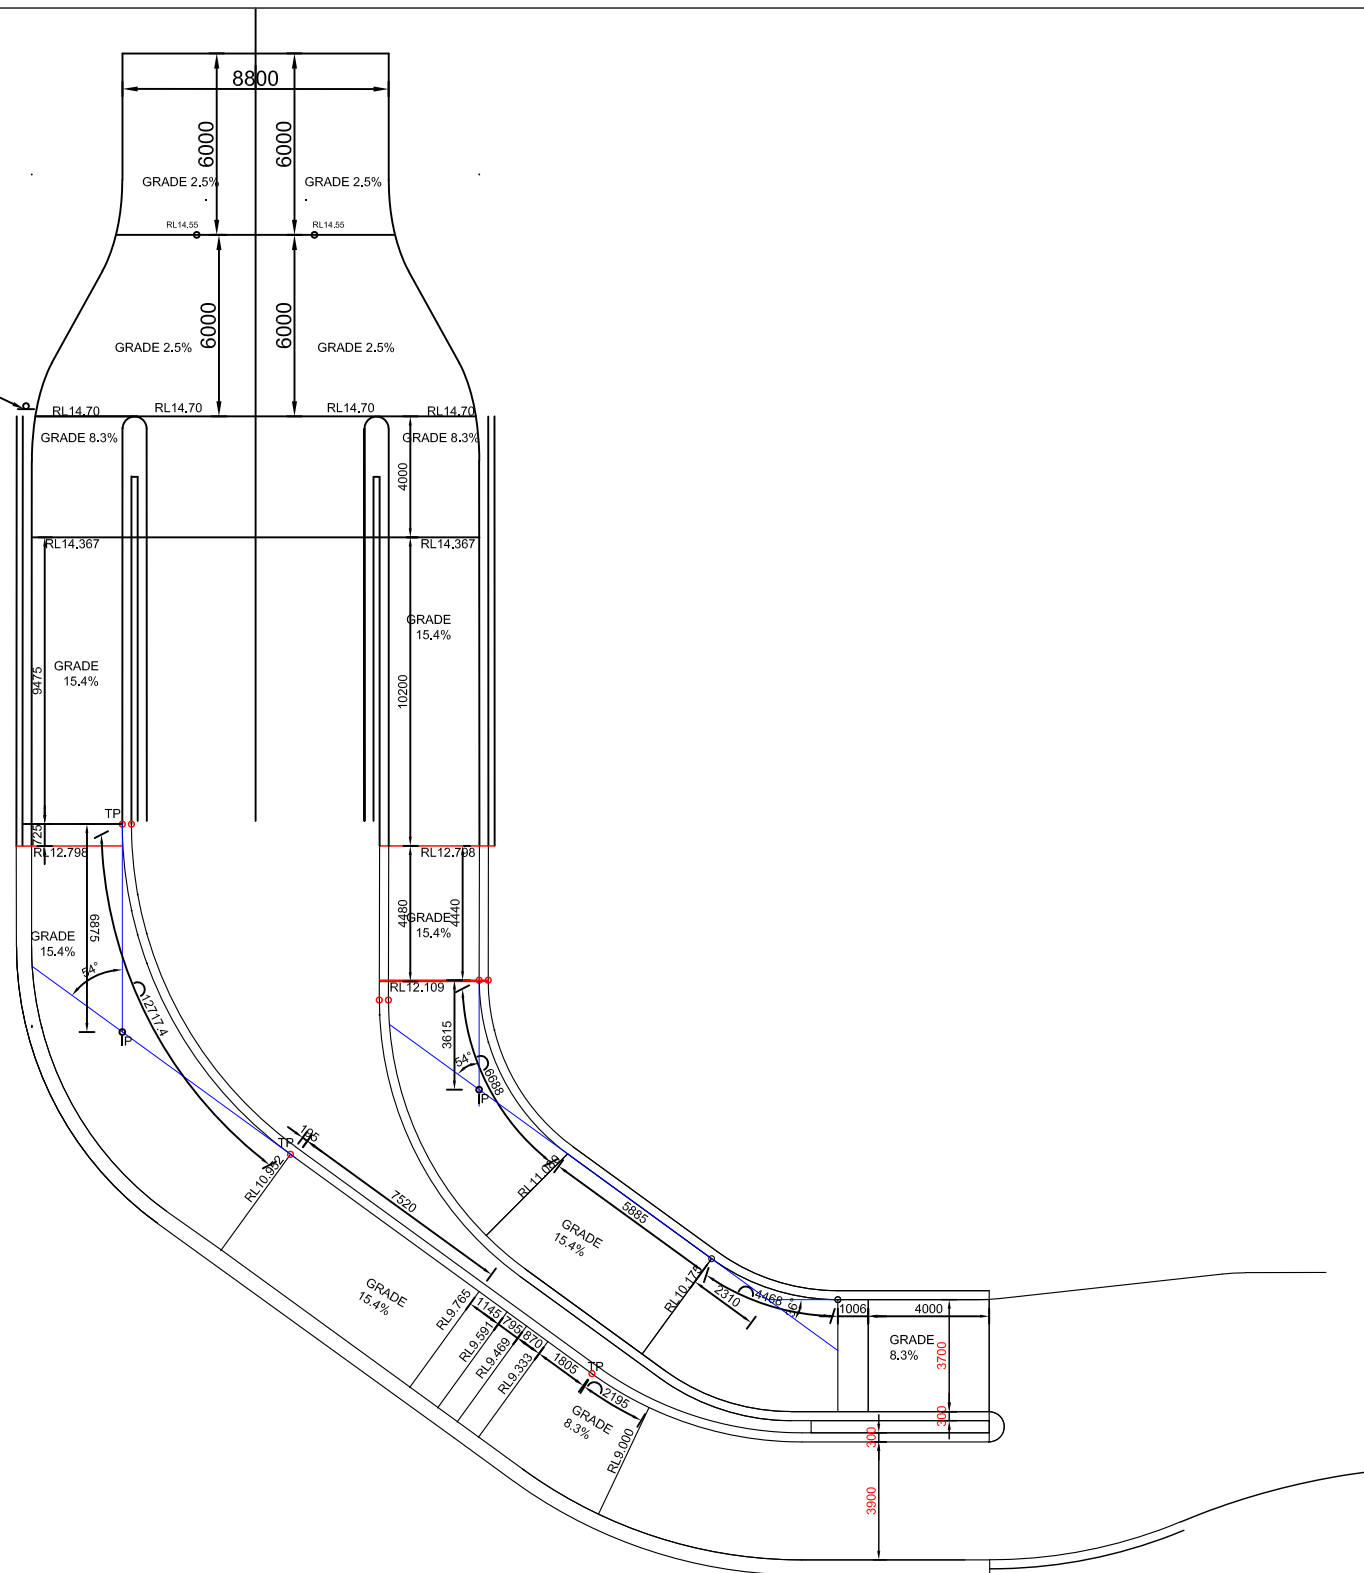 8800
6000
6000
GRADE 2.5%
GRADE 2.5%
RL14.55
RL14.55
6000
6000
GRADE 2.5%
GRADE 2.5%
RL14.70
RL14.70
RL14.70
RL14.70
GRADE 8.3%
GRADE 8.3%
4000
RL14.367
RL14.367
GRADE
15.4%
GRADE
15.4%
9475
10200
TP
725
RL12.798
RL12.798
6875
4480
4440
GRADE
15.4%
GRADE
15.4%
54°
RL12.109
12717.4
IP
3615
54°
6688
IP
195
TP
RL10.952
RL11.080
7520
5885
GRADE
15.4%
GRADE
15.4%
RL10.175
2310
4468
36°
1006
4000
GRADE
8.3%
3700
RL9.765
1145
RL9.591
795
RL9.469
870
RL9.333
1805
TP
2195
GRADE
8.3%
RL9.000
300
300
3900